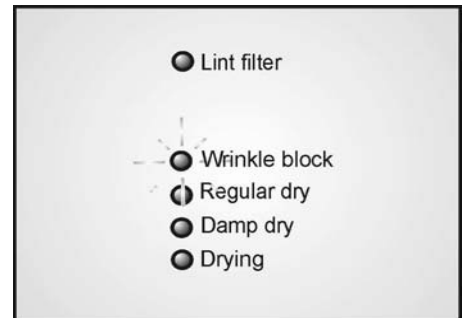 Lint filter
Wrinkle block
Regular dry
Damp dry
Drying